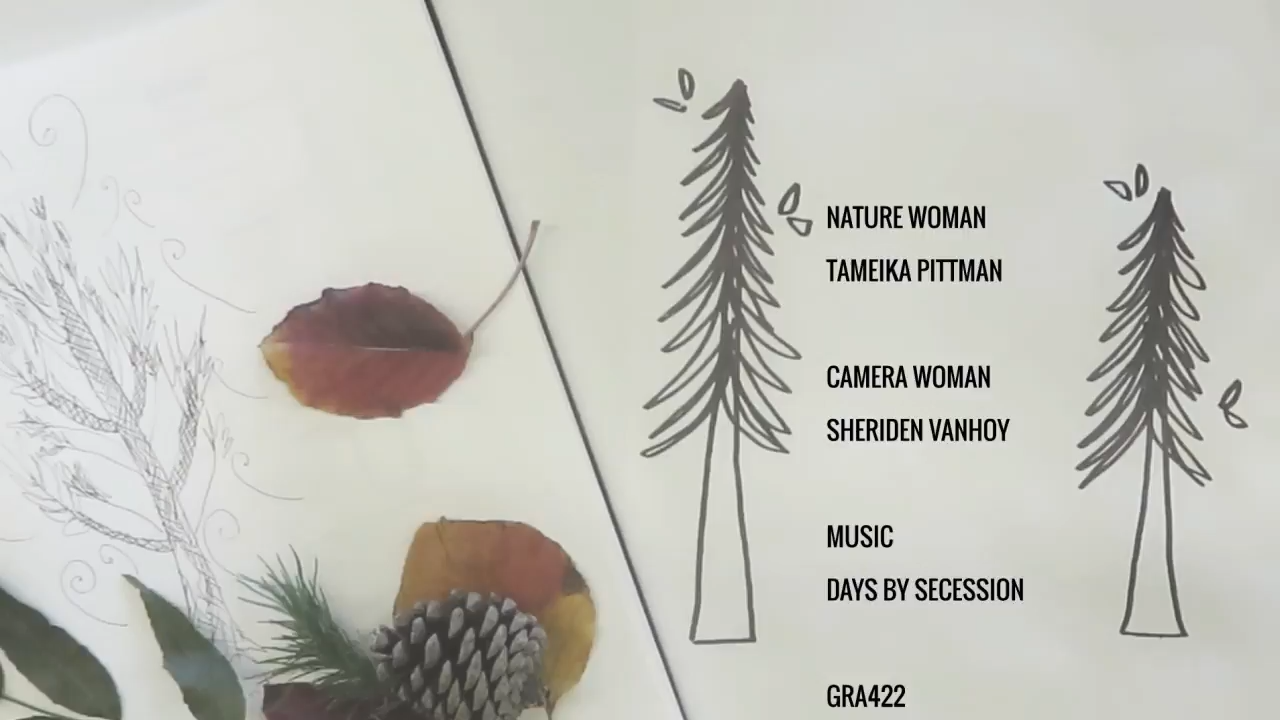 NATURE WOMAN
TAMEIKA PITTMAN
CAMERA WOMAN
SHERIDEN VANHOY
MUSIC
DAYS BY SECESSION
GRA422